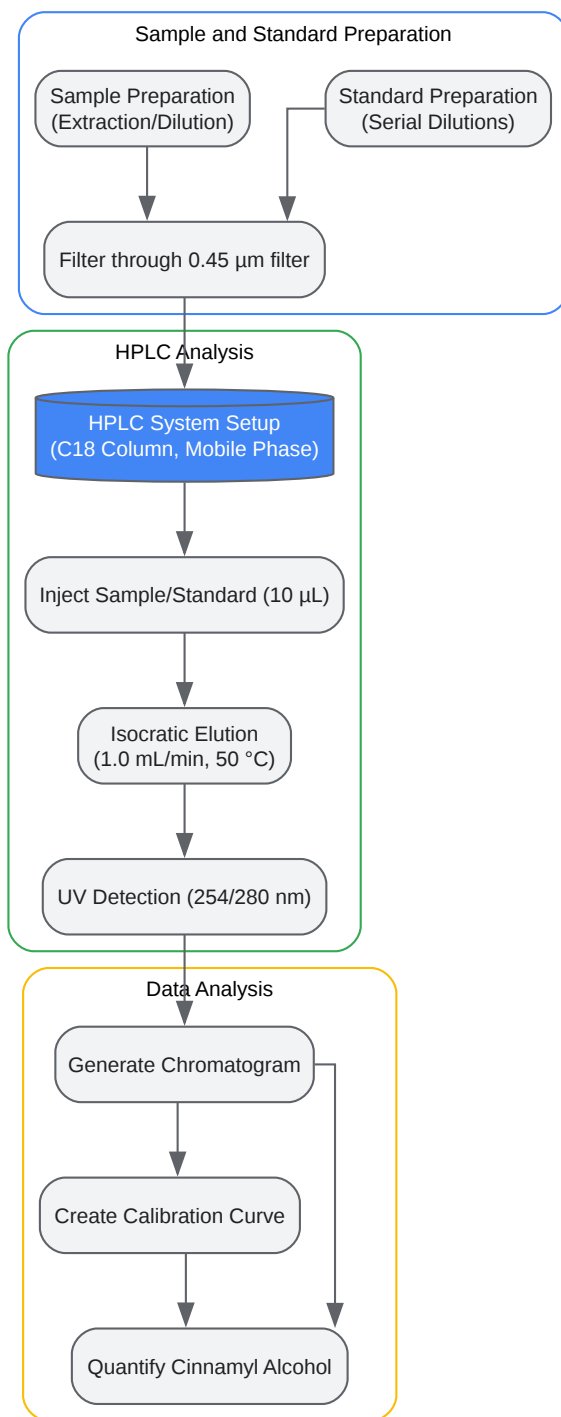 Sample and Standard Preparation
Sample Preparation
(Extraction/Dilution)
Standard Preparation
(Serial Dilutions)
Filter through 0.45 µm filter
HPLC Analysis
HPLC System Setup
(C18 Column, Mobile Phase)
Inject Sample/Standard (10 µL)
Isocratic Elution
(1.0 mL/min, 50 °C)
UV Detection (254/280 nm)
Data Analysis
Generate Chromatogram
Create Calibration Curve
Quantify Cinnamyl Alcohol